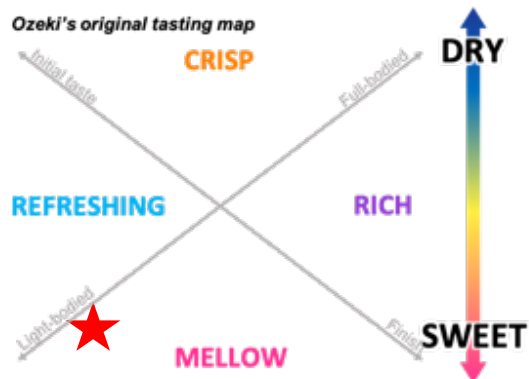 Ozeki's original tasting map
CRISP
DRY
Initial taste
Full-bodied
REFRESHING
RICH
Light-bodied
Finish
SWEET
MELLOW